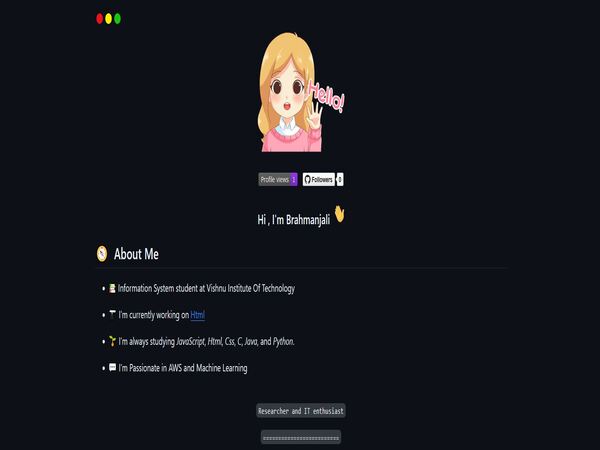 Hello!
Profile views 1 Followers 0
Hi , I'm Brahmanjali
About Me
Information System student at Vishnu Institute Of Technology
I'm currently working on Html
I'm always studying JavaScript, Html, Css, C, Java, and Python.
I'm Passionate in AWS and Machine Learning
Researcher and IT enthusiast
=========================